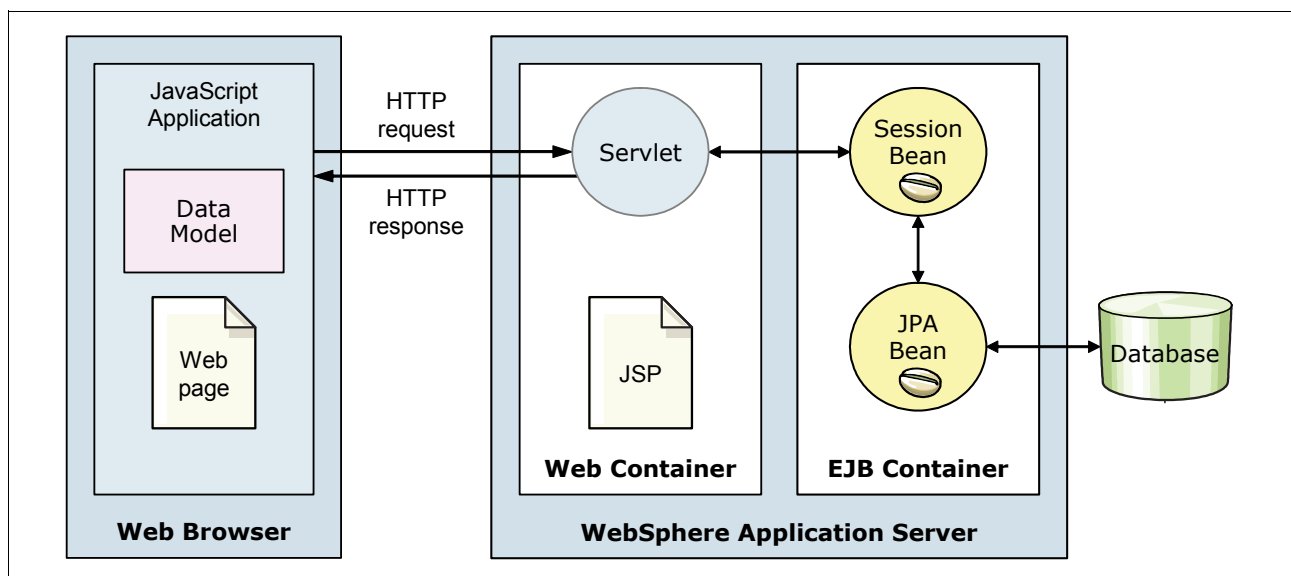 JavaScript
Application
Data
Model
Web
page
Web Browser
HTTP
request
HTTP
response
Servlet
JSP
Web Container
Session
Bean
JPA
Bean
EJB Container
WebSphere Application Server
Database